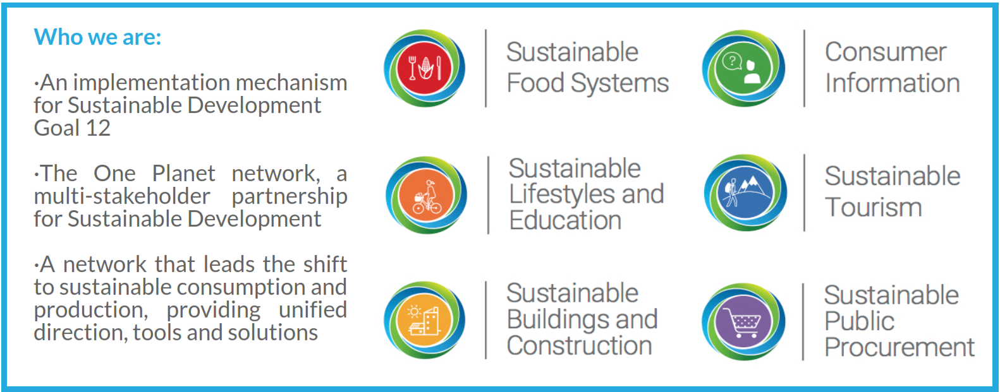 Who we are:
·An implementation mechanism
for Sustainable Development
Goal 12
·The One Planet network, a
multi-stakeholder partnership
for Sustainable Development
·A network that leads the shift
to sustainable consumption and
production, providing unified
direction, tools and solutions
Sustainable
Food Systems
Consumer
Information
?
Sustainable
Lifestyles and
Education
Sustainable
Tourism
Sustainable
Buildings and
Construction
Sustainable
Public
Procurement